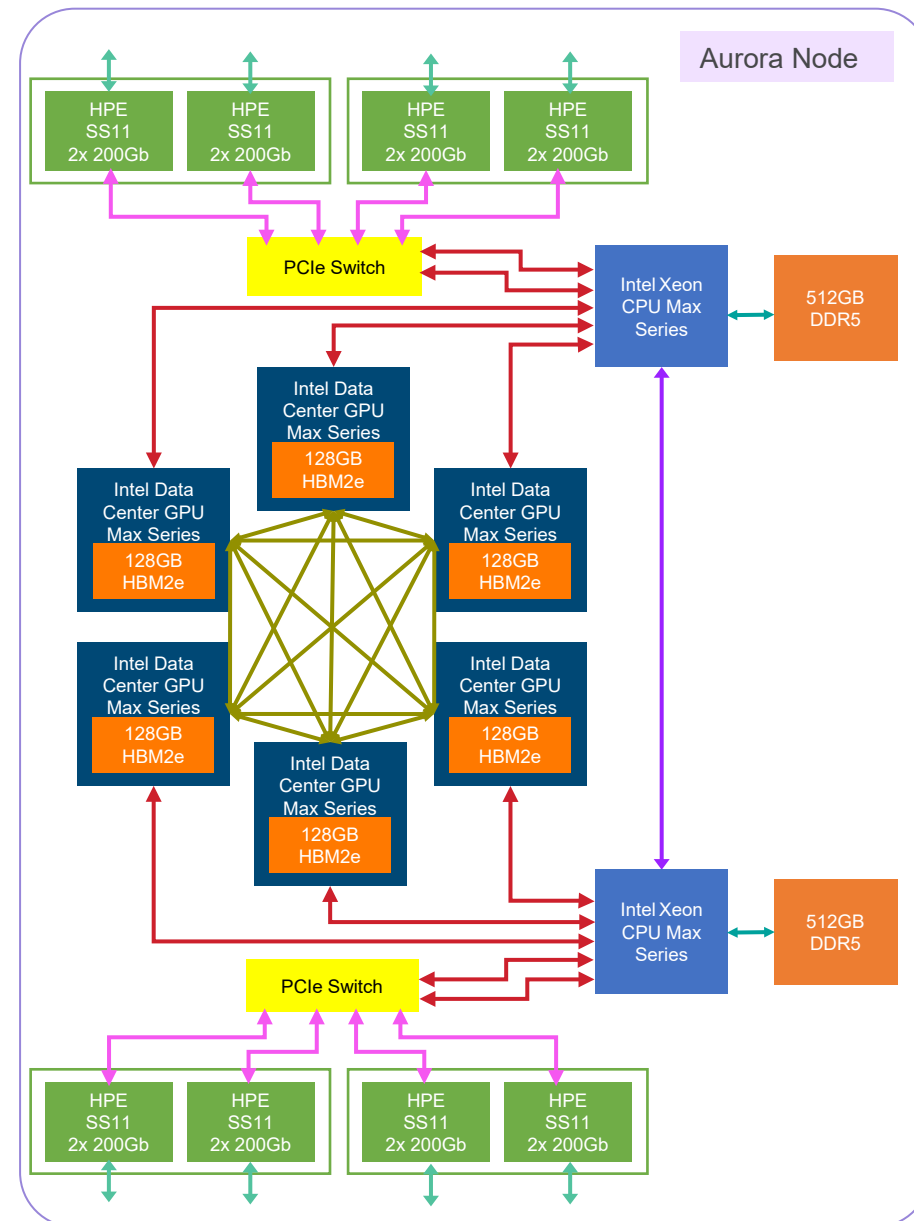 Aurora Node
HPE
SS11
2x 200Gb
HPE
SS11
2x 200Gb
HPE
SS11
2x 200Gb
HPE
SS11
2x 200Gb
PCIe Switch
Intel Xeon
CPU Max
Series
512GB
DDR5
Intel Data
Center GPU
Max Series
128GB
HBM2e
Intel Data
Center GPU
Max Series
128GB
HBM2e
Intel Data
Center GPU
Max Series
128GB
HBM2e
Intel Data
Center GPU
Max Series
128GB
HBM2e
Intel Data
Center GPU
Max Series
128GB
HBM2e
Intel Data
Center GPU
Max Series
128GB
HBM2e
Intel Xeon
CPU Max
Series
512GB
DDR5
PCIe Switch
HPE
SS11
2x 200Gb
HPE
SS11
2x 200Gb
HPE
SS11
2x 200Gb
HPE
SS11
2x 200Gb